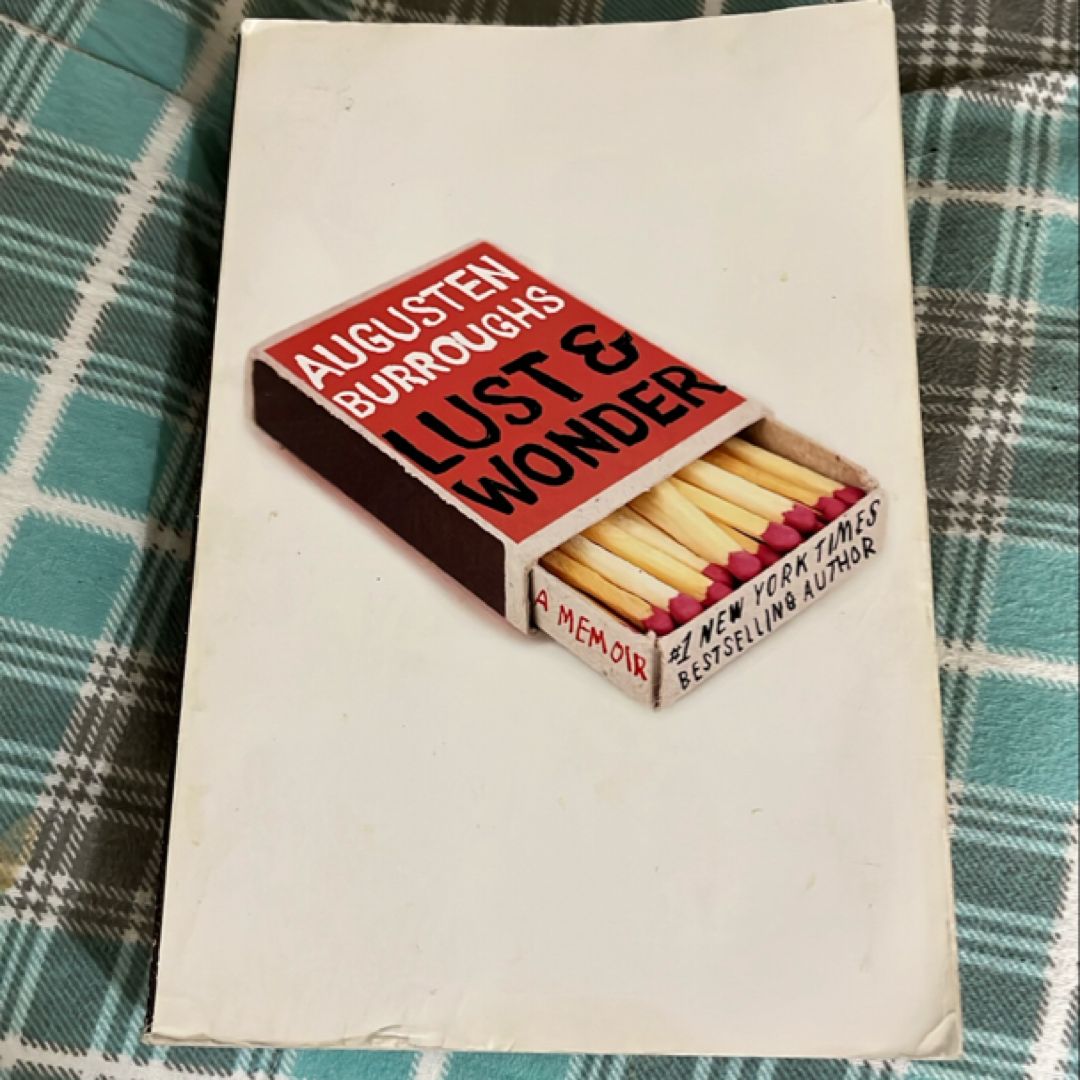 AUGUSTEN
BURROUGHS
LUST &
WONDER
A MEMOIR
#1 NEW YORK TIMES
BESTSELLING AUTHOR